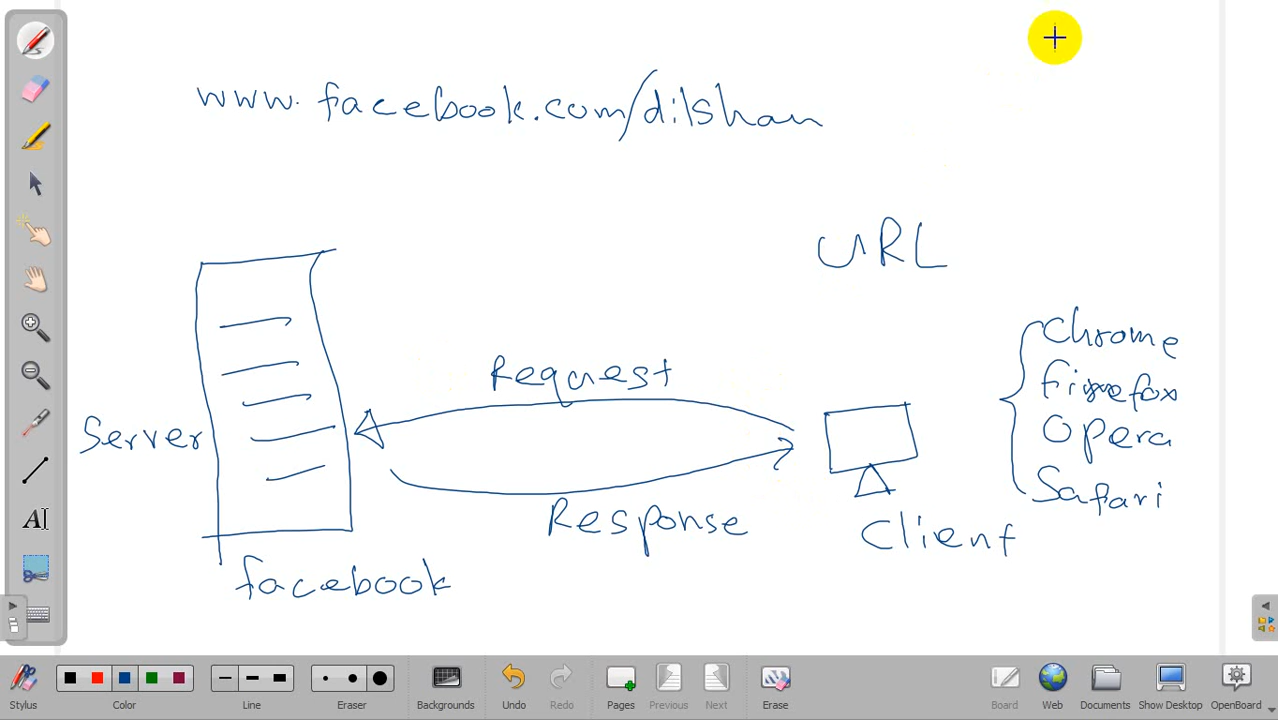 www.facebook.com/dilshan
URL
Chrome
Firefox
Opera
Safari
Request
Server
Response
Client
facebook
Stylus
Color
Line
Eraser
Backgrounds
Undo
Redo
Pages
Previous
Next
Erase
Board
Web
Documents
Show Desktop
OpenBoard